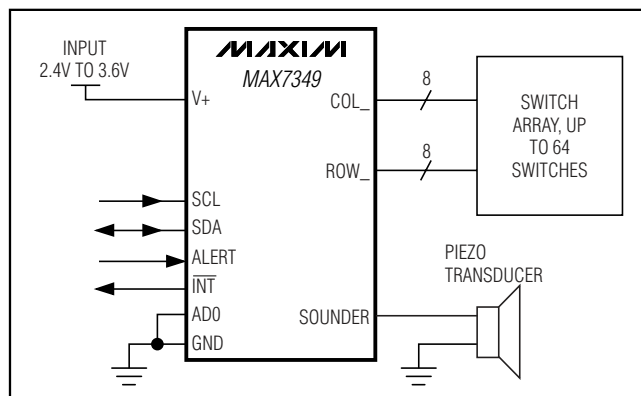 INPUT
2.4V TO 3.6V
MAXIM
MAX7349
V+
SCL
SDA
ALERT
INT
AD0
GND
COL_
ROW_
SOUNDER
8
8
SWITCH
ARRAY, UP
TO 64
SWITCHES
PIEZO
TRANSDUCER